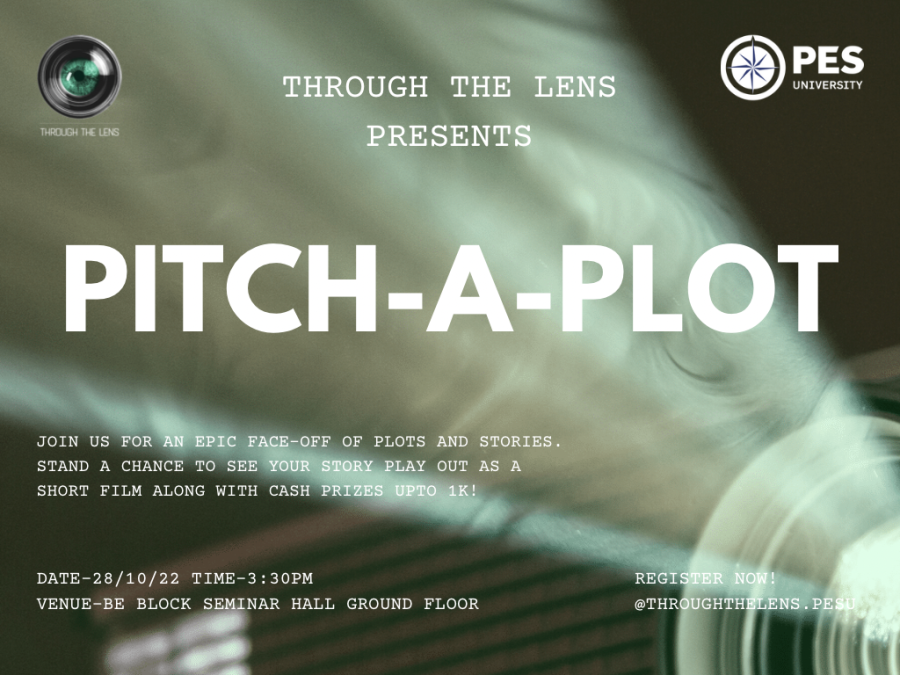 THROUGH THE LENS
PES
UNIVERSITY
THROUGH THE LENS
PRESENTS
PITCH-A-PLOT
JOIN US FOR AN EPIC FACE-OFF OF PLOTS AND STORIES.
STAND A CHANCE TO SEE YOUR STORY PLAY OUT AS A
SHORT FILM ALONG WITH CASH PRIZES UPTO 1K!
DATE-28/10/22 TIME-3:30PM
VENUE-BE BLOCK SEMINAR HALL GROUND FLOOR
REGISTER NOW!
@THROUGHTHELENS.PESU